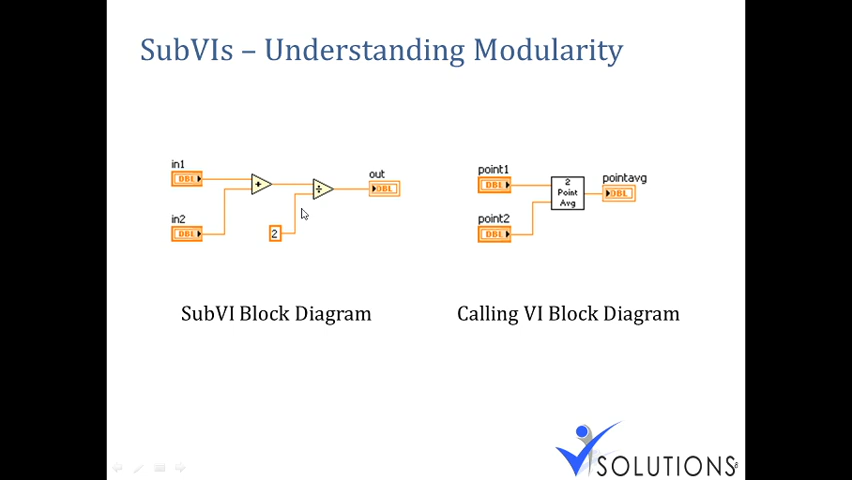 SubVIs – Understanding Modularity
in1
DBL
+
÷
out
DBL
in2
DBL
2
point1
DBL
2
Point
Avg
pointavg
DBL
point2
DBL
SubVI Block Diagram
Calling VI Block Diagram
VI SOLUTIONS